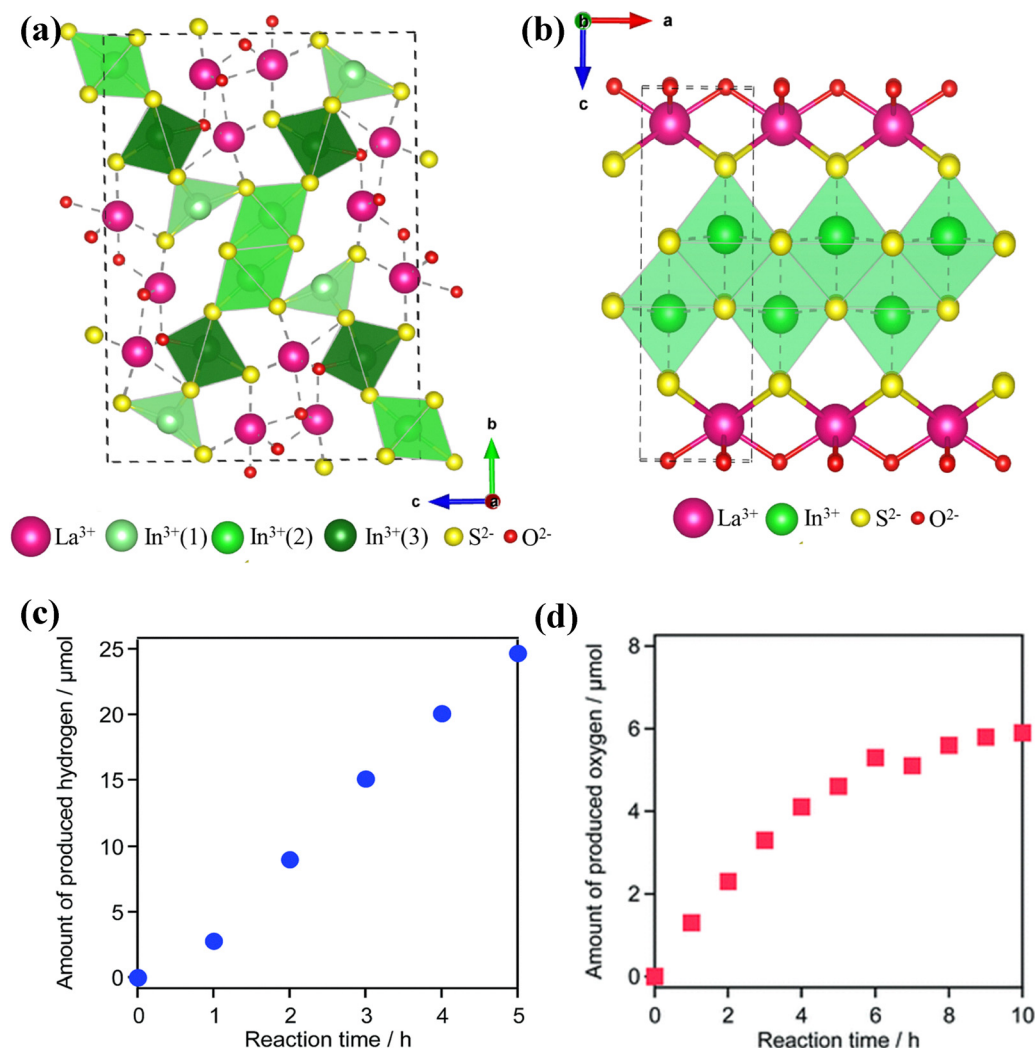 (a)
b
c
a
La³⁺ In³⁺(1) In³⁺(2) In³⁺(3) S²⁻ O²⁻
(b)
b
a
c
La³⁺ In³⁺ S²⁻ O²⁻
(c)
Amount of produced hydrogen / μmol
25
20
15
10
5
0
0 1 2 3 4 5
Reaction time / h
(d)
Amount of produced oxygen / μmol
8
6
4
2
0
0 2 4 6 8 10
Reaction time / h